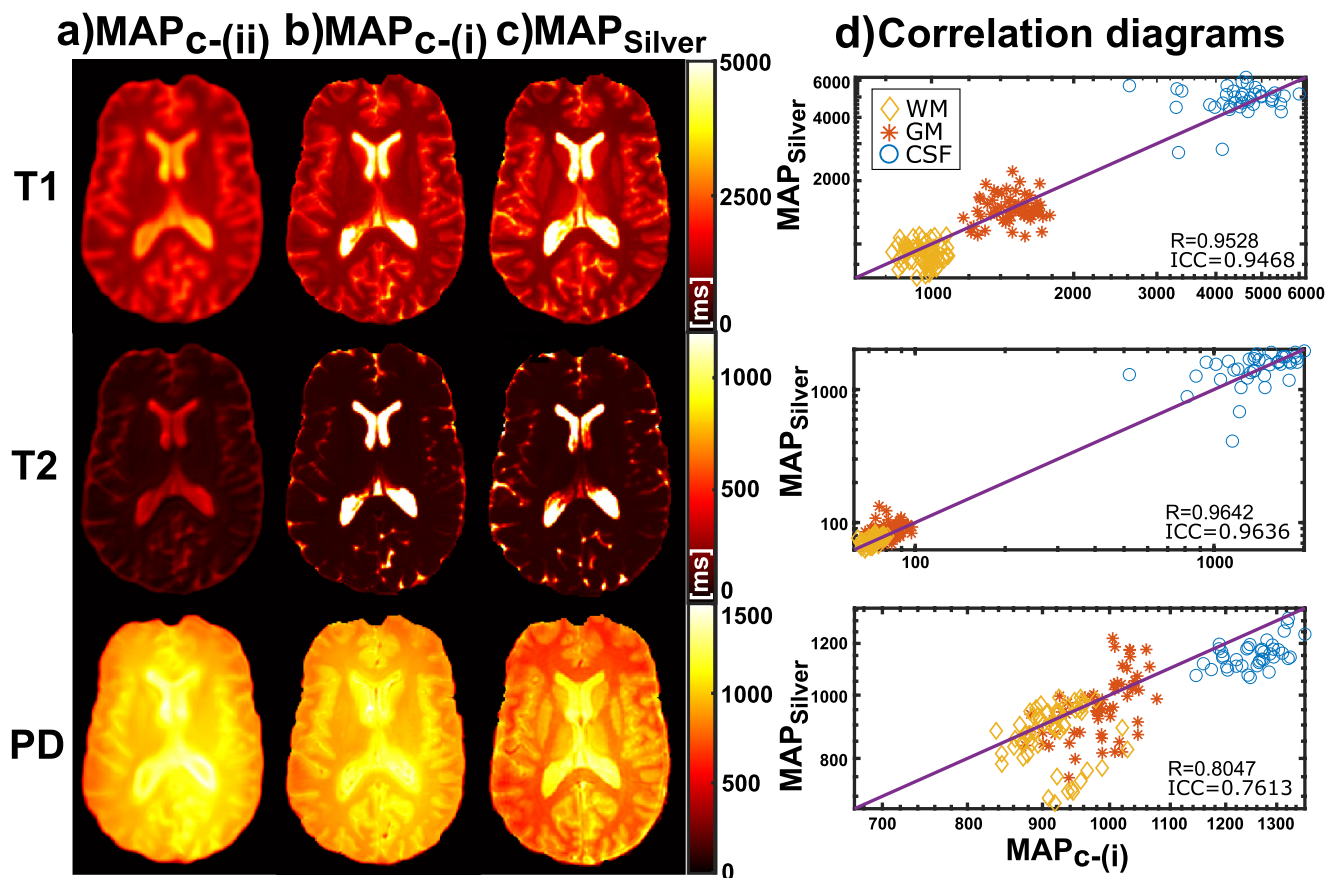 a)MAPc-(ii) b)MAPc-(i) c)MAPSilver d)Correlation diagrams
T1
5000
2500
0
[ms]
MAPSilver
6000
4000
2000
WM
GM
CSF
R=0.9528
ICC=0.9468
1000 2000 3000 4000 5000 6000
T2
1000
500
0
[ms]
MAPSilver
1000
100
R=0.9642
ICC=0.9636
100 1000
PD
1500
1000
500
0
MAPSilver
1200
1000
800
R=0.8047
ICC=0.7613
700 800 900 1000 1100 1200 1300
MAPc-(i)